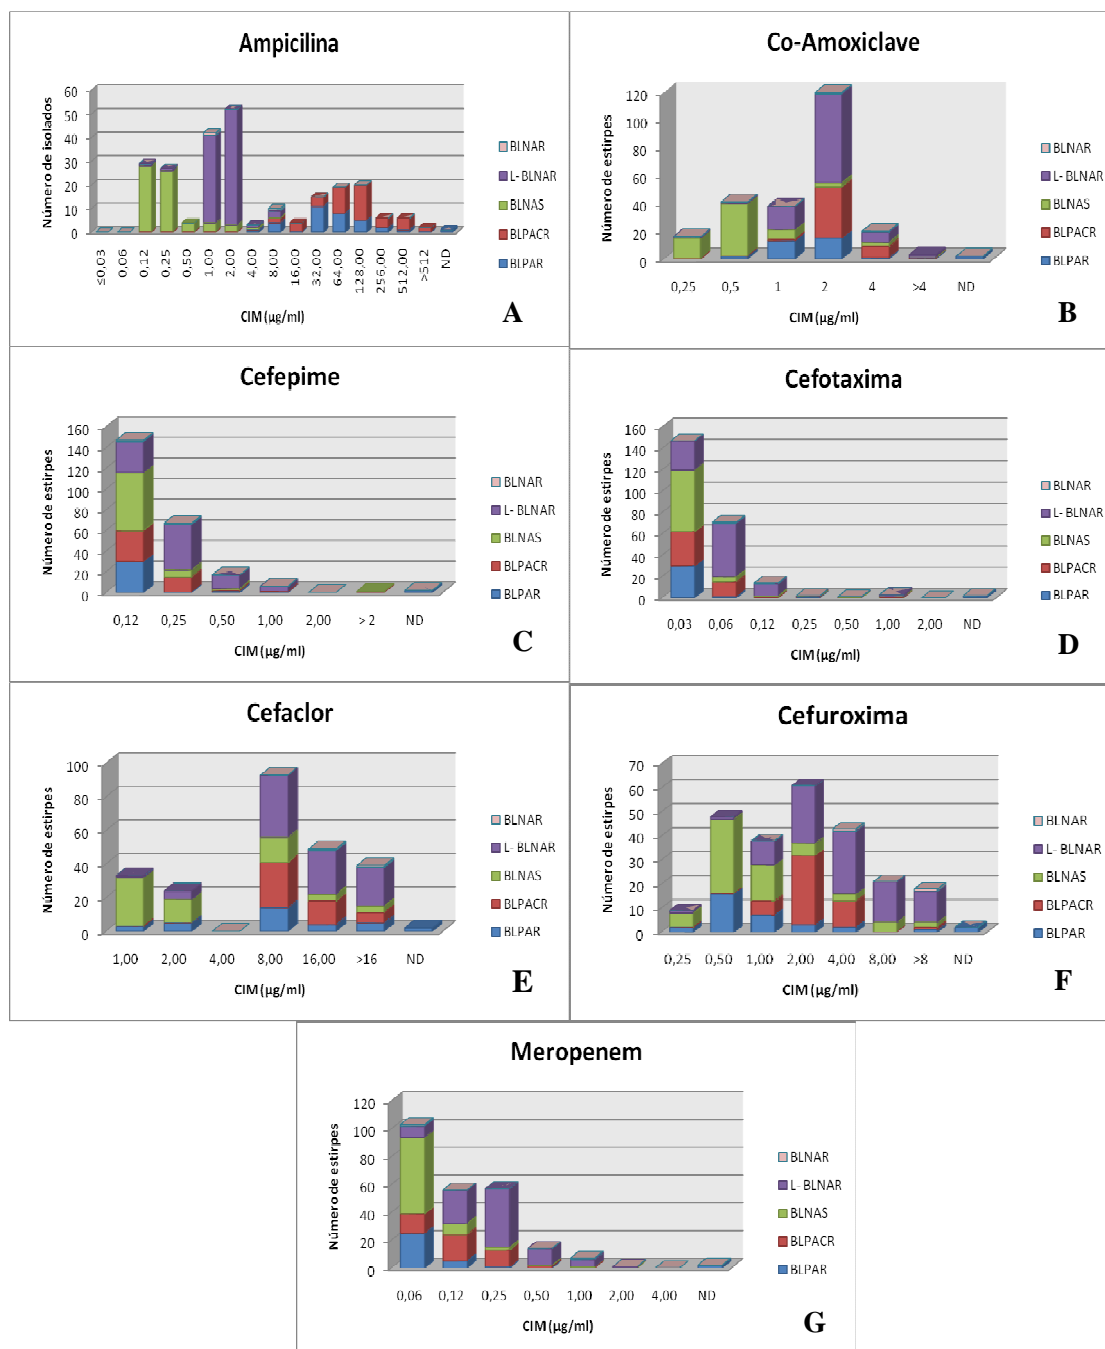 Ampicilina
Número de isolados
60
50
40
30
20
10
0
≤0,03
0,06
0,12
0,25
0,50
1,00
2,00
4,00
8,00
16,00
32,00
64,00
128,00
256,00
512,00
>512
ND
CIM (µg/ml)
BLNAR
L- BLNAR
BLNAS
BLPACR
BLPAR
A
Co-Amoxiclave
Número de estirpes
120
100
80
60
40
20
0
0,25 0,5 1 2 4 >4 ND
CIM (µg/ml)
BLNAR
L- BLNAR
BLNAS
BLPACR
BLPAR
B
Cefepime
Número de estirpes
160
140
120
100
80
60
40
20
0
0,12 0,25 0,50 1,00 2,00 > 2 ND
CIM (µg/ml)
BLNAR
L- BLNAR
BLNAS
BLPACR
BLPAR
C
Cefotaxima
Número de estirpes
160
140
120
100
80
60
40
20
0
0,03 0,06 0,12 0,25 0,50 1,00 2,00 ND
CIM (µg/ml)
BLNAR
L- BLNAR
BLNAS
BLPACR
BLPAR
D
Cefaclor
Número de estirpes
100
80
60
40
20
0
1,00 2,00 4,00 8,00 16,00 >16 ND
CIM (µg/ml)
BLNAR
L- BLNAR
BLNAS
BLPACR
BLPAR
E
Cefuroxima
Número de estirpes
70
60
50
40
30
20
10
0
0,25 0,50 1,00 2,00 4,00 8,00 >8 ND
CIM (µg/ml)
BLNAR
L- BLNAR
BLNAS
BLPACR
BLPAR
F
Meropenem
Número de estirpes
120
100
80
60
40
20
0
0,06 0,12 0,25 0,50 1,00 2,00 4,00 ND
CIM (µg/ml)
BLNAR
L- BLNAR
BLNAS
BLPACR
BLPAR
G